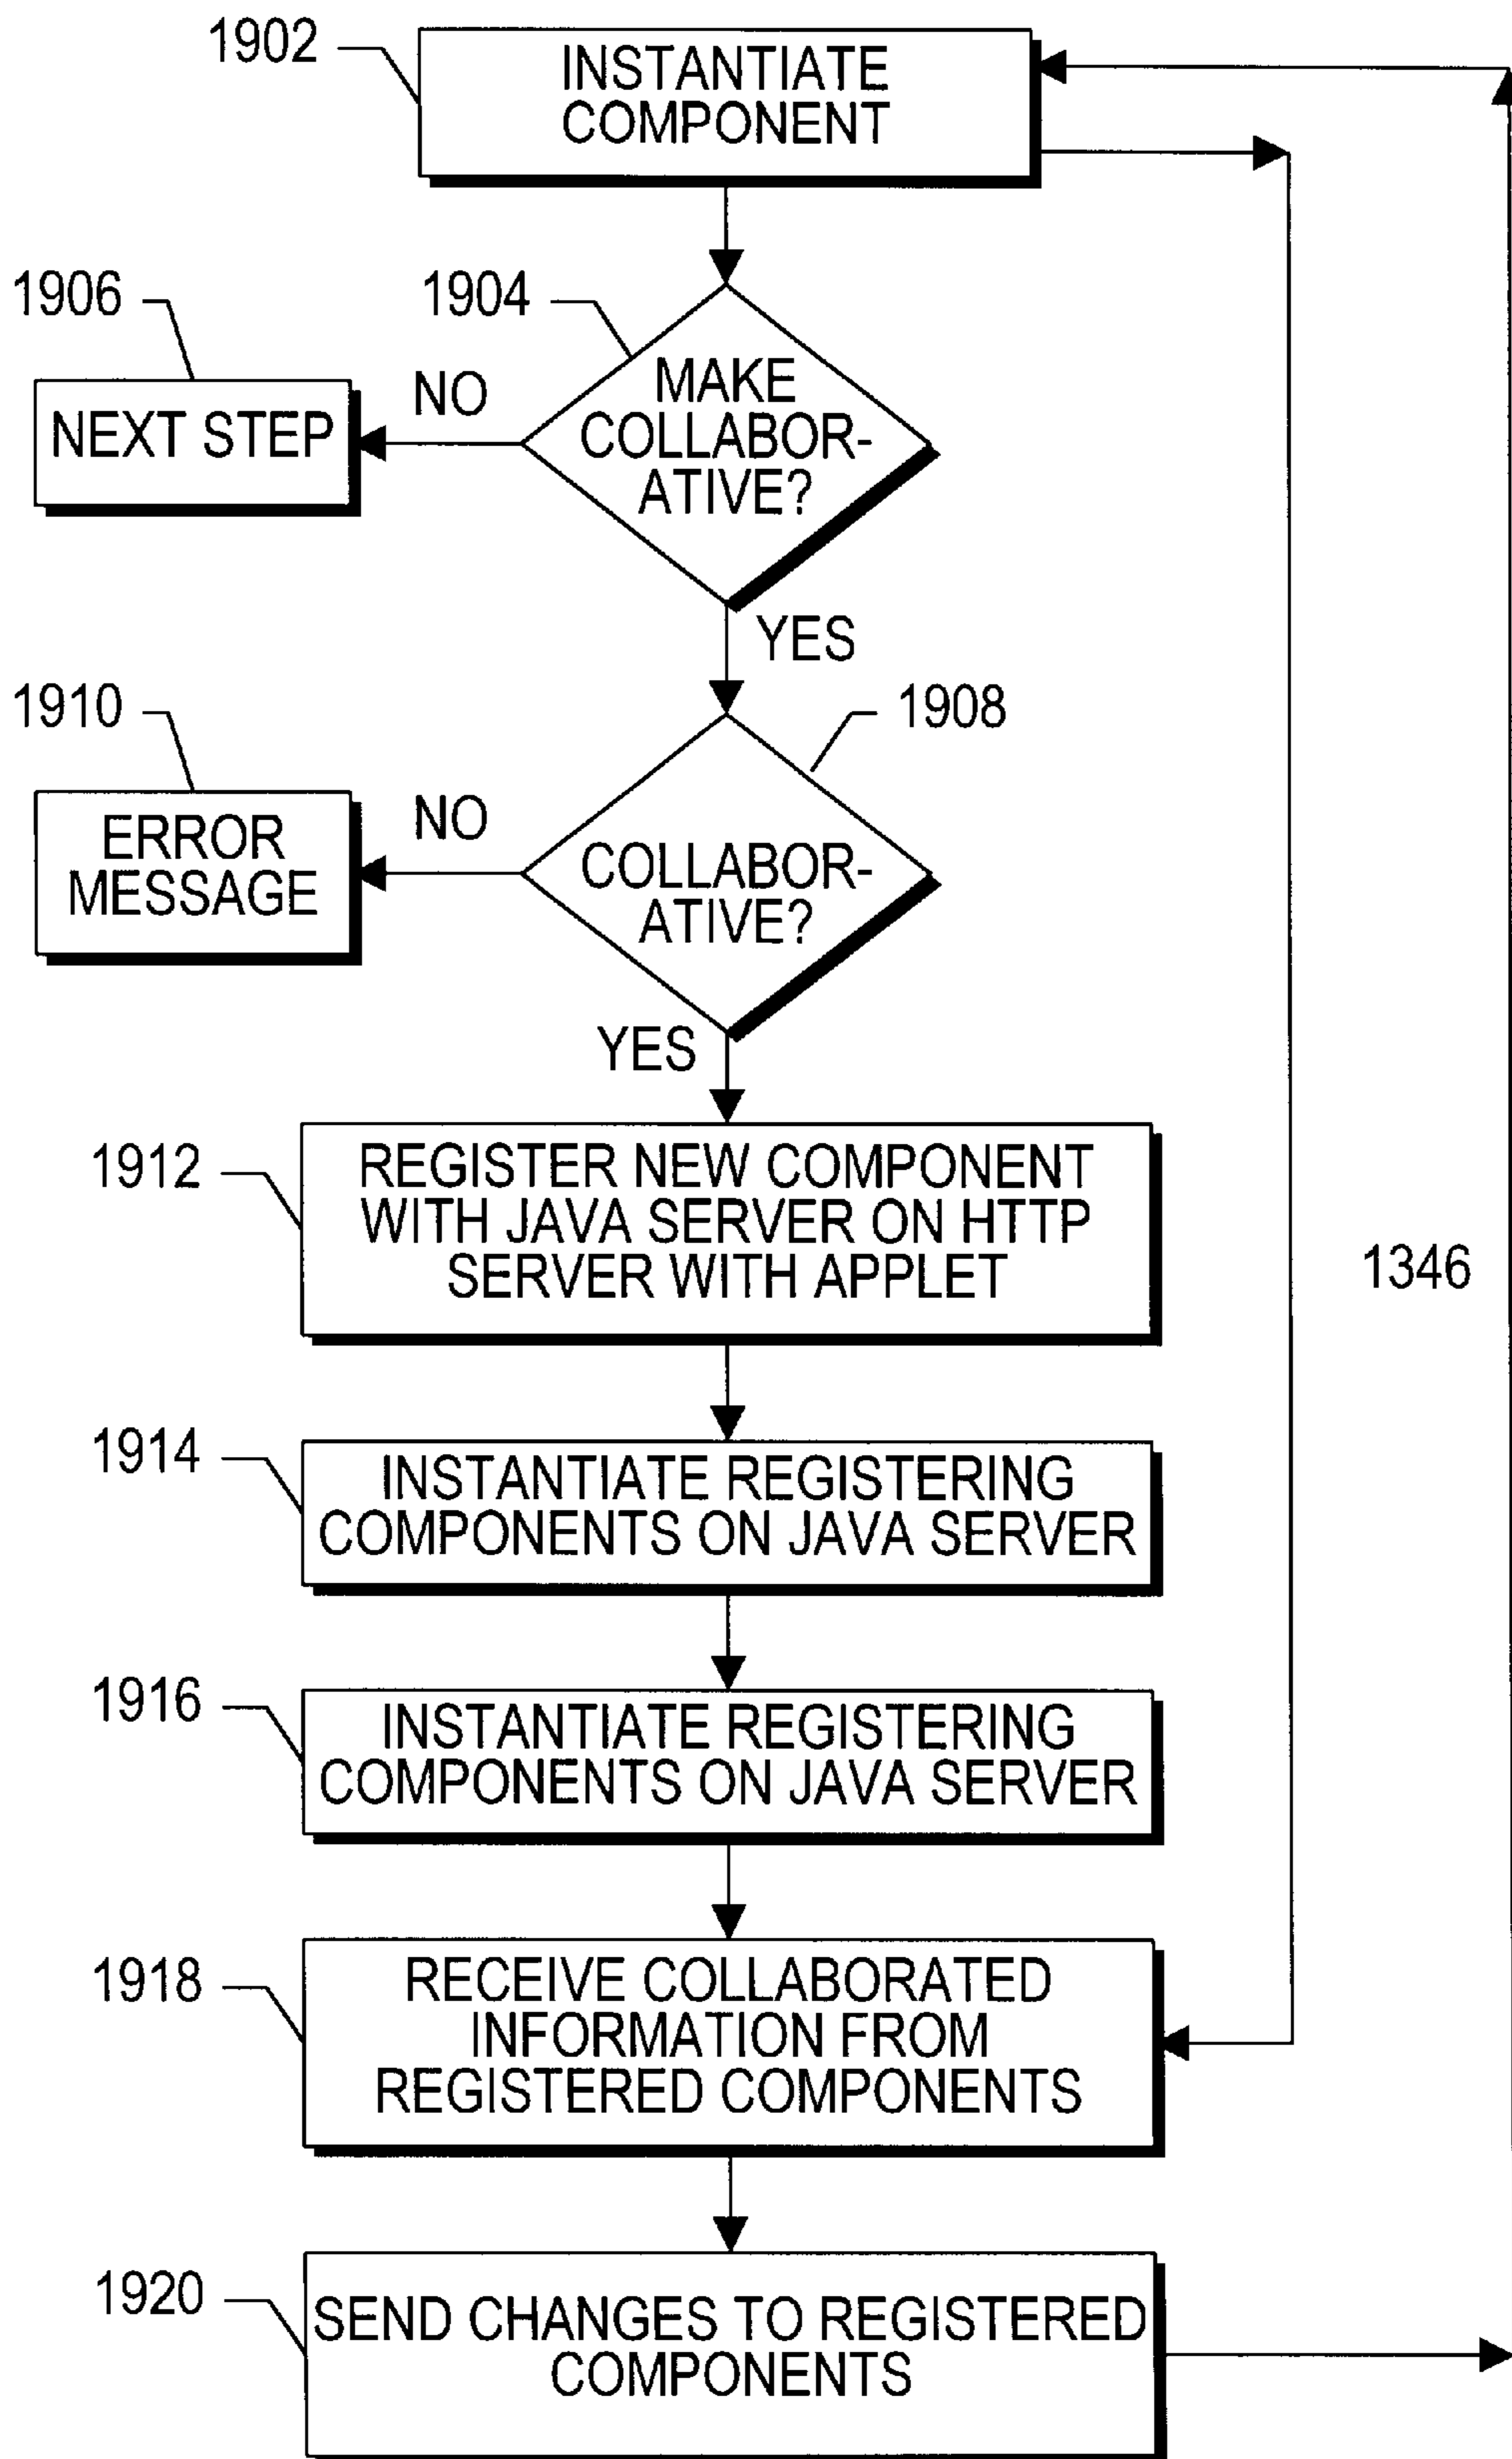 1902
INSTANTIATE
COMPONENT
1906
1904
NEXT STEP
NO
MAKE
COLLABOR-
ATIVE?
YES
1910
1908
ERROR
MESSAGE
NO
COLLABOR-
ATIVE?
YES
1912
REGISTER NEW COMPONENT
WITH JAVA SERVER ON HTTP
SERVER WITH APPLET
1346
1914
INSTANTIATE REGISTERING
COMPONENTS ON JAVA SERVER
1916
INSTANTIATE REGISTERING
COMPONENTS ON JAVA SERVER
1918
RECEIVE COLLABORATED
INFORMATION FROM
REGISTERED COMPONENTS
1920
SEND CHANGES TO REGISTERED
COMPONENTS